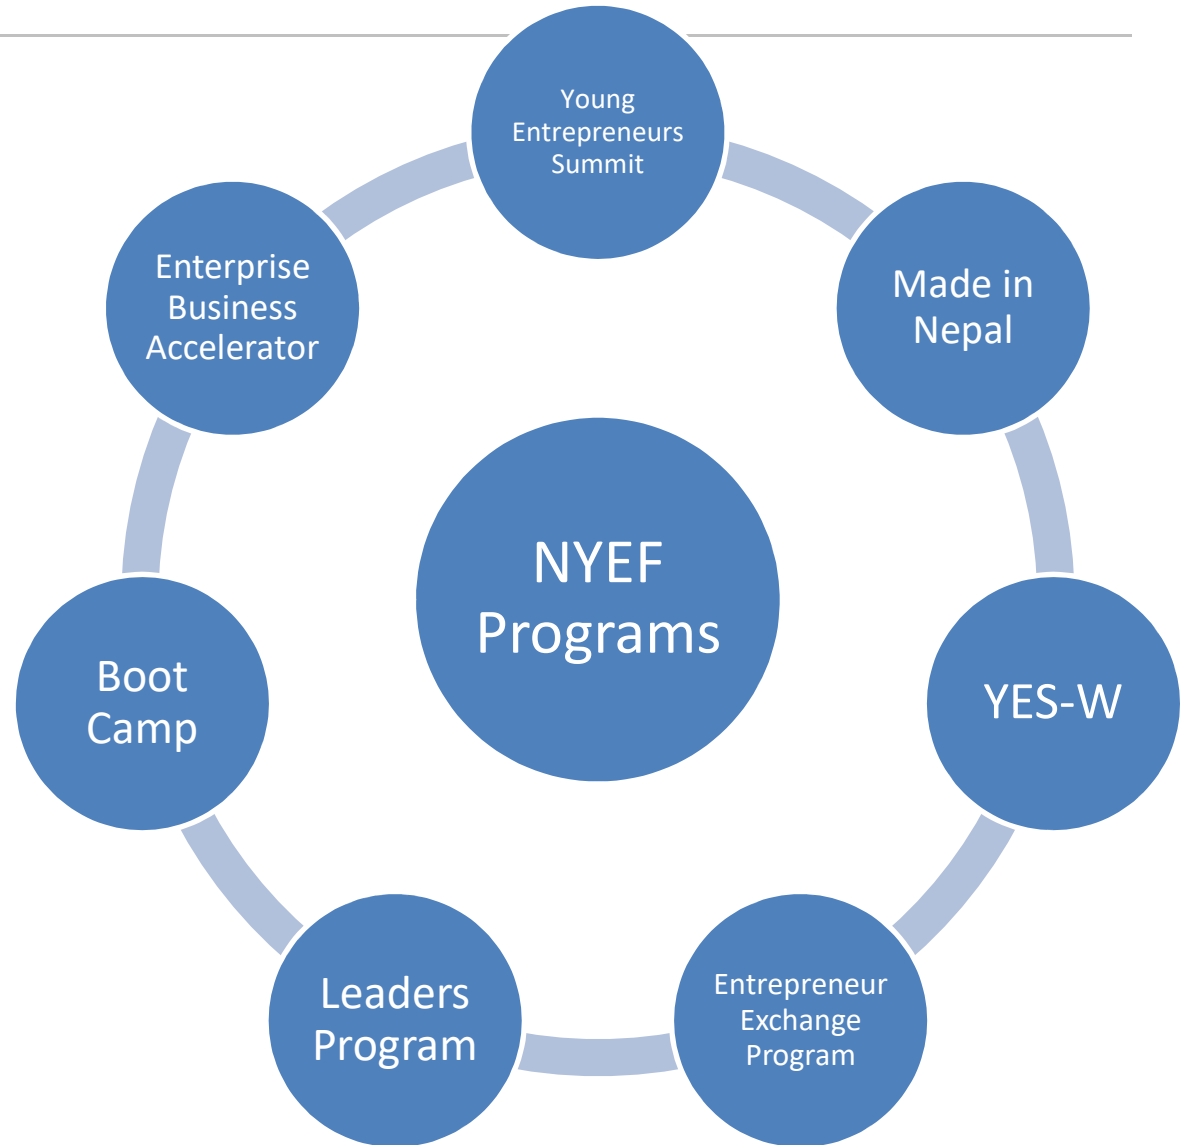 Young
Entrepreneurs
Summit
Made in
Nepal
YES-W
Entrepreneur
Exchange
Program
Leaders
Program
Boot
Camp
Enterprise
Business
Accelerator
NYEF
Programs